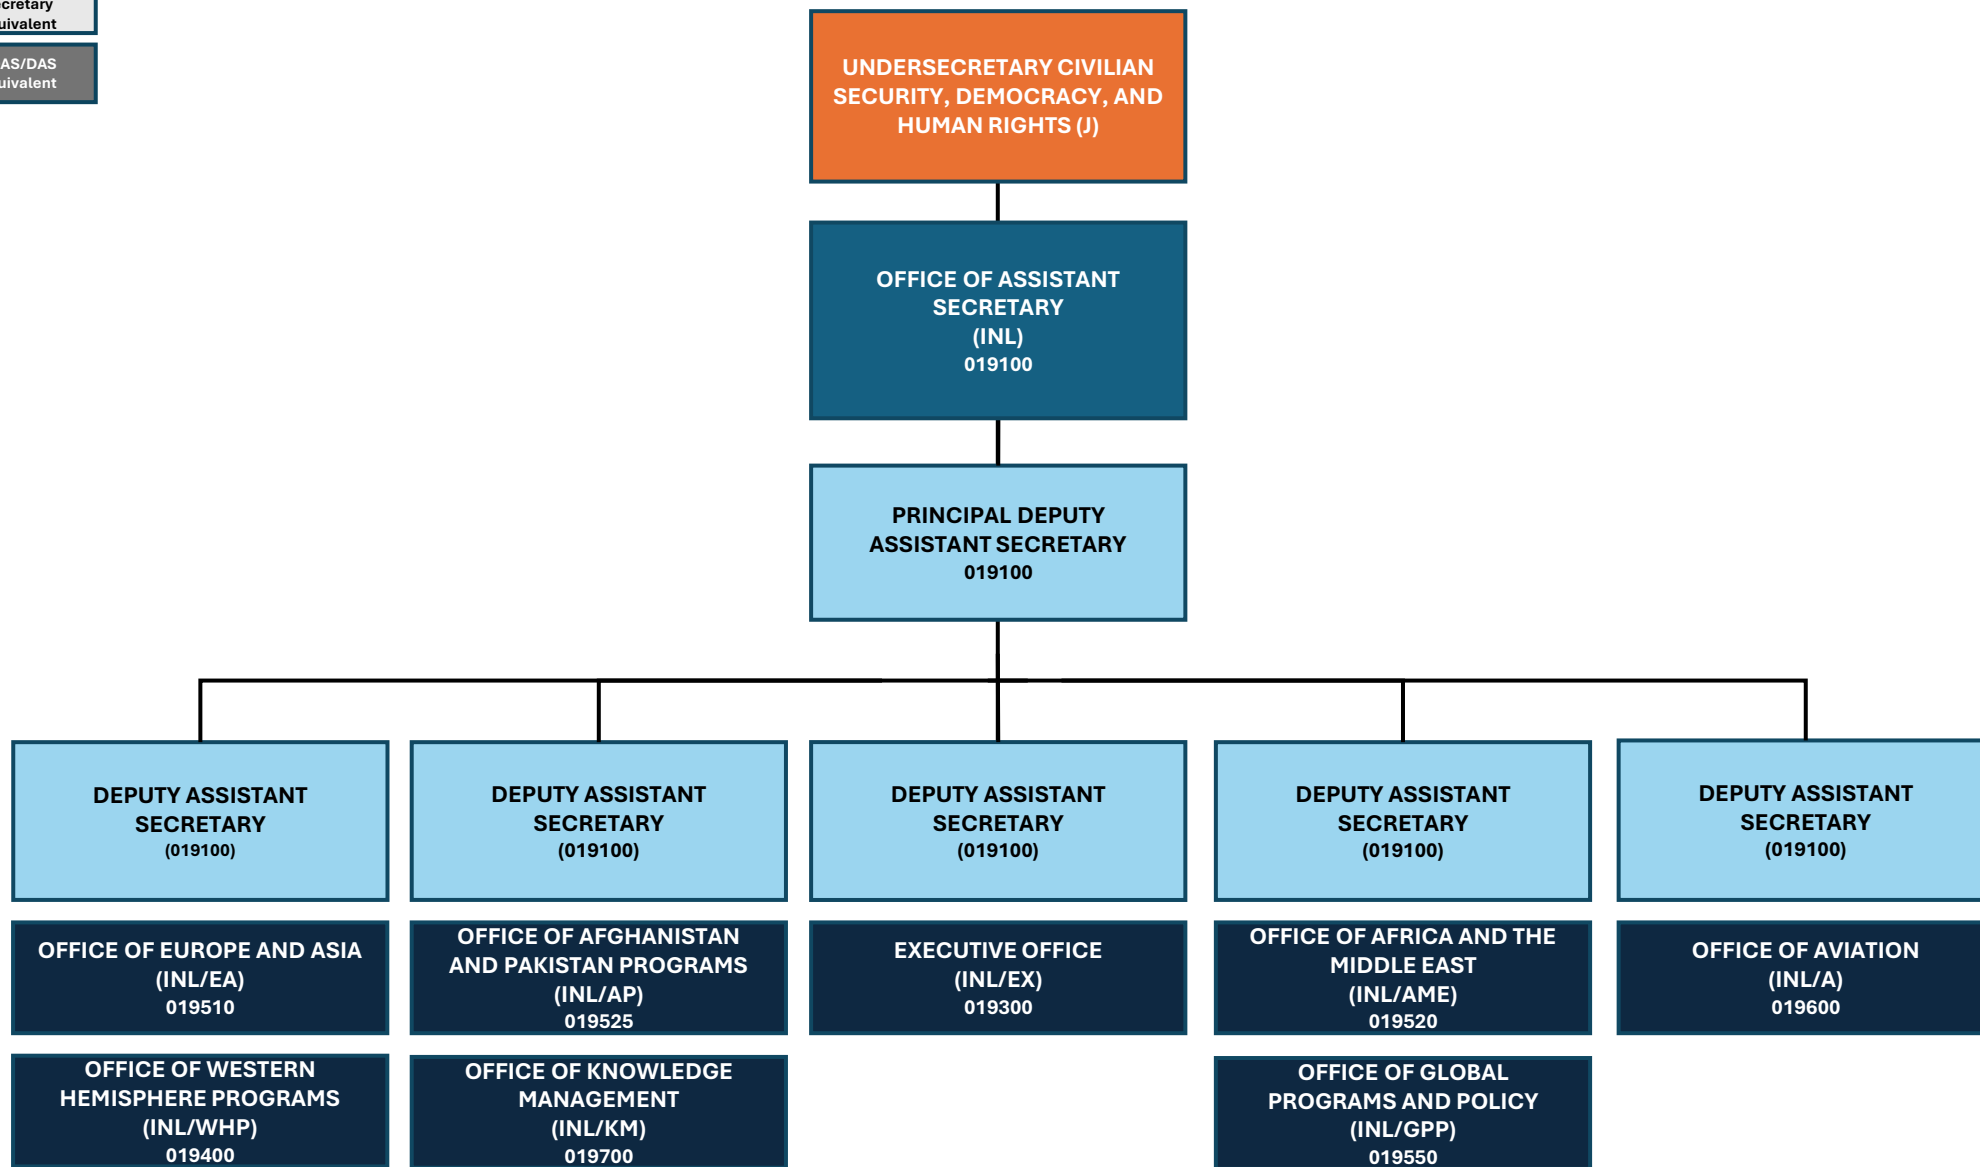 uivalent
AS/DAS
uivalent
UNDERSECRETARY CIVILIAN
SECURITY, DEMOCRACY, AND
HUMAN RIGHTS (J)
OFFICE OF ASSISTANT
SECRETARY
(INL)
019100
PRINCIPAL DEPUTY
ASSISTANT SECRETARY
019100
DEPUTY ASSISTANT
SECRETARY
(019100)
DEPUTY ASSISTANT
SECRETARY
(019100)
DEPUTY ASSISTANT
SECRETARY
(019100)
DEPUTY ASSISTANT
SECRETARY
(019100)
DEPUTY ASSISTANT
SECRETARY
(019100)
OFFICE OF EUROPE AND ASIA
(INL/EA)
019510
OFFICE OF AFGHANISTAN
AND PAKISTAN PROGRAMS
(INL/AP)
019525
EXECUTIVE OFFICE
(INL/EX)
019300
OFFICE OF AFRICA AND THE
MIDDLE EAST
(INL/AME)
019520
OFFICE OF AVIATION
(INL/A)
019600
OFFICE OF WESTERN
HEMISPHERE PROGRAMS
(INL/WHP)
019400
OFFICE OF KNOWLEDGE
MANAGEMENT
(INL/KM)
019700
OFFICE OF GLOBAL
PROGRAMS AND POLICY
(INL/GPP)
019550